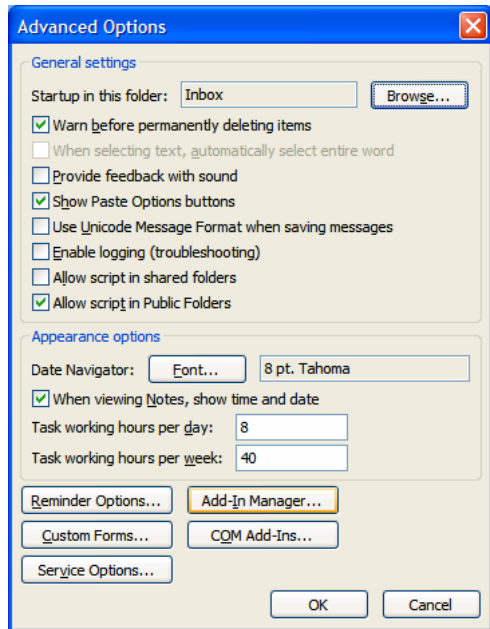 Advanced Options
General settings
Startup in this folder: Inbox Browse...
Warn before permanently deleting items
When selecting text, automatically select entire word
Provide feedback with sound
Show Paste Options buttons
Use Unicode Message Format when saving messages
Enable logging (troubleshooting)
Allow script in shared folders
Allow script in Public Folders
Appearance options
Date Navigator: Font... 8 pt. Tahoma
When viewing Notes, show time and date
Task working hours per day: 8
Task working hours per week: 40
Reminder Options... Add-In Manager...
Custom Forms... COM Add-Ins...
Service Options...
OK Cancel